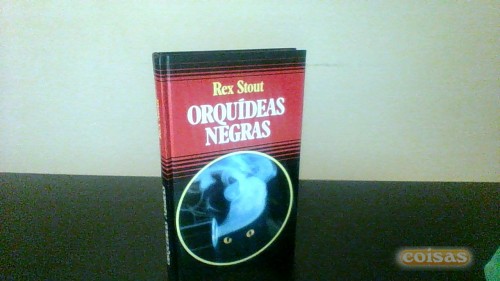 Rex Stout
ORQUÍDEAS
NEGRAS
coisas